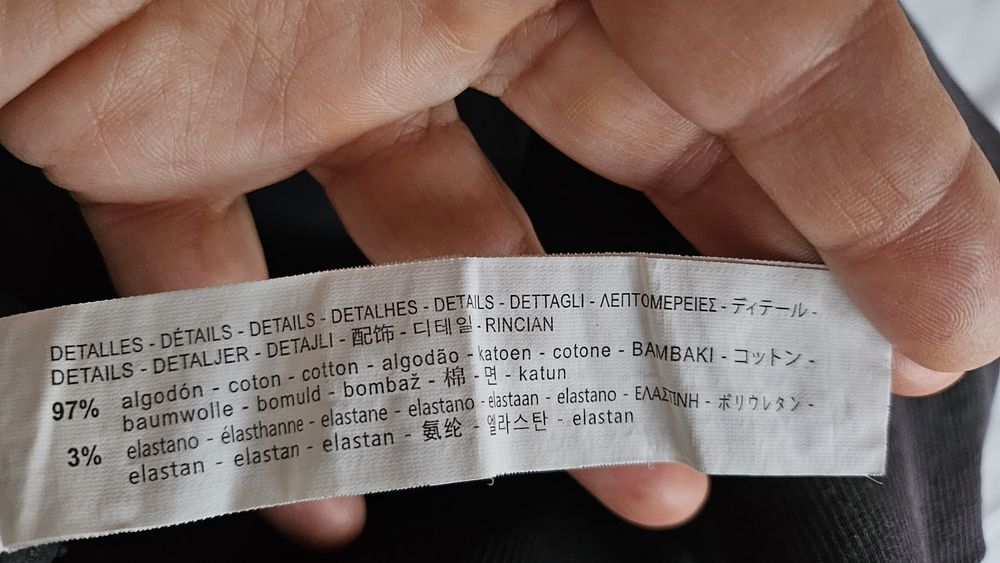 DETALLES - DÉTAILS - DETAILS - DETALHES - DETAILS - DETTAGLI - ΛΕΠΤΟΜΕΡΕΙΕΣ - ディテール -
DETAILS - DETALJER - DETAJLI - 配饰 - 디테일 - RINCIAN
97% algodón - coton - cotton - algodão - katoen - cotone - BAMBAKI - コットン -
baumwolle - bomuld - bombaž - 棉 - 면 - katun
3% elastano - élasthanne - elastane - elastano - elastaan - elastano - ΕΛΑΣΤΙΝΗ - ポリウレタン -
elastan - elastan - elastan - 氨纶 - 엘라스탄 - elastan